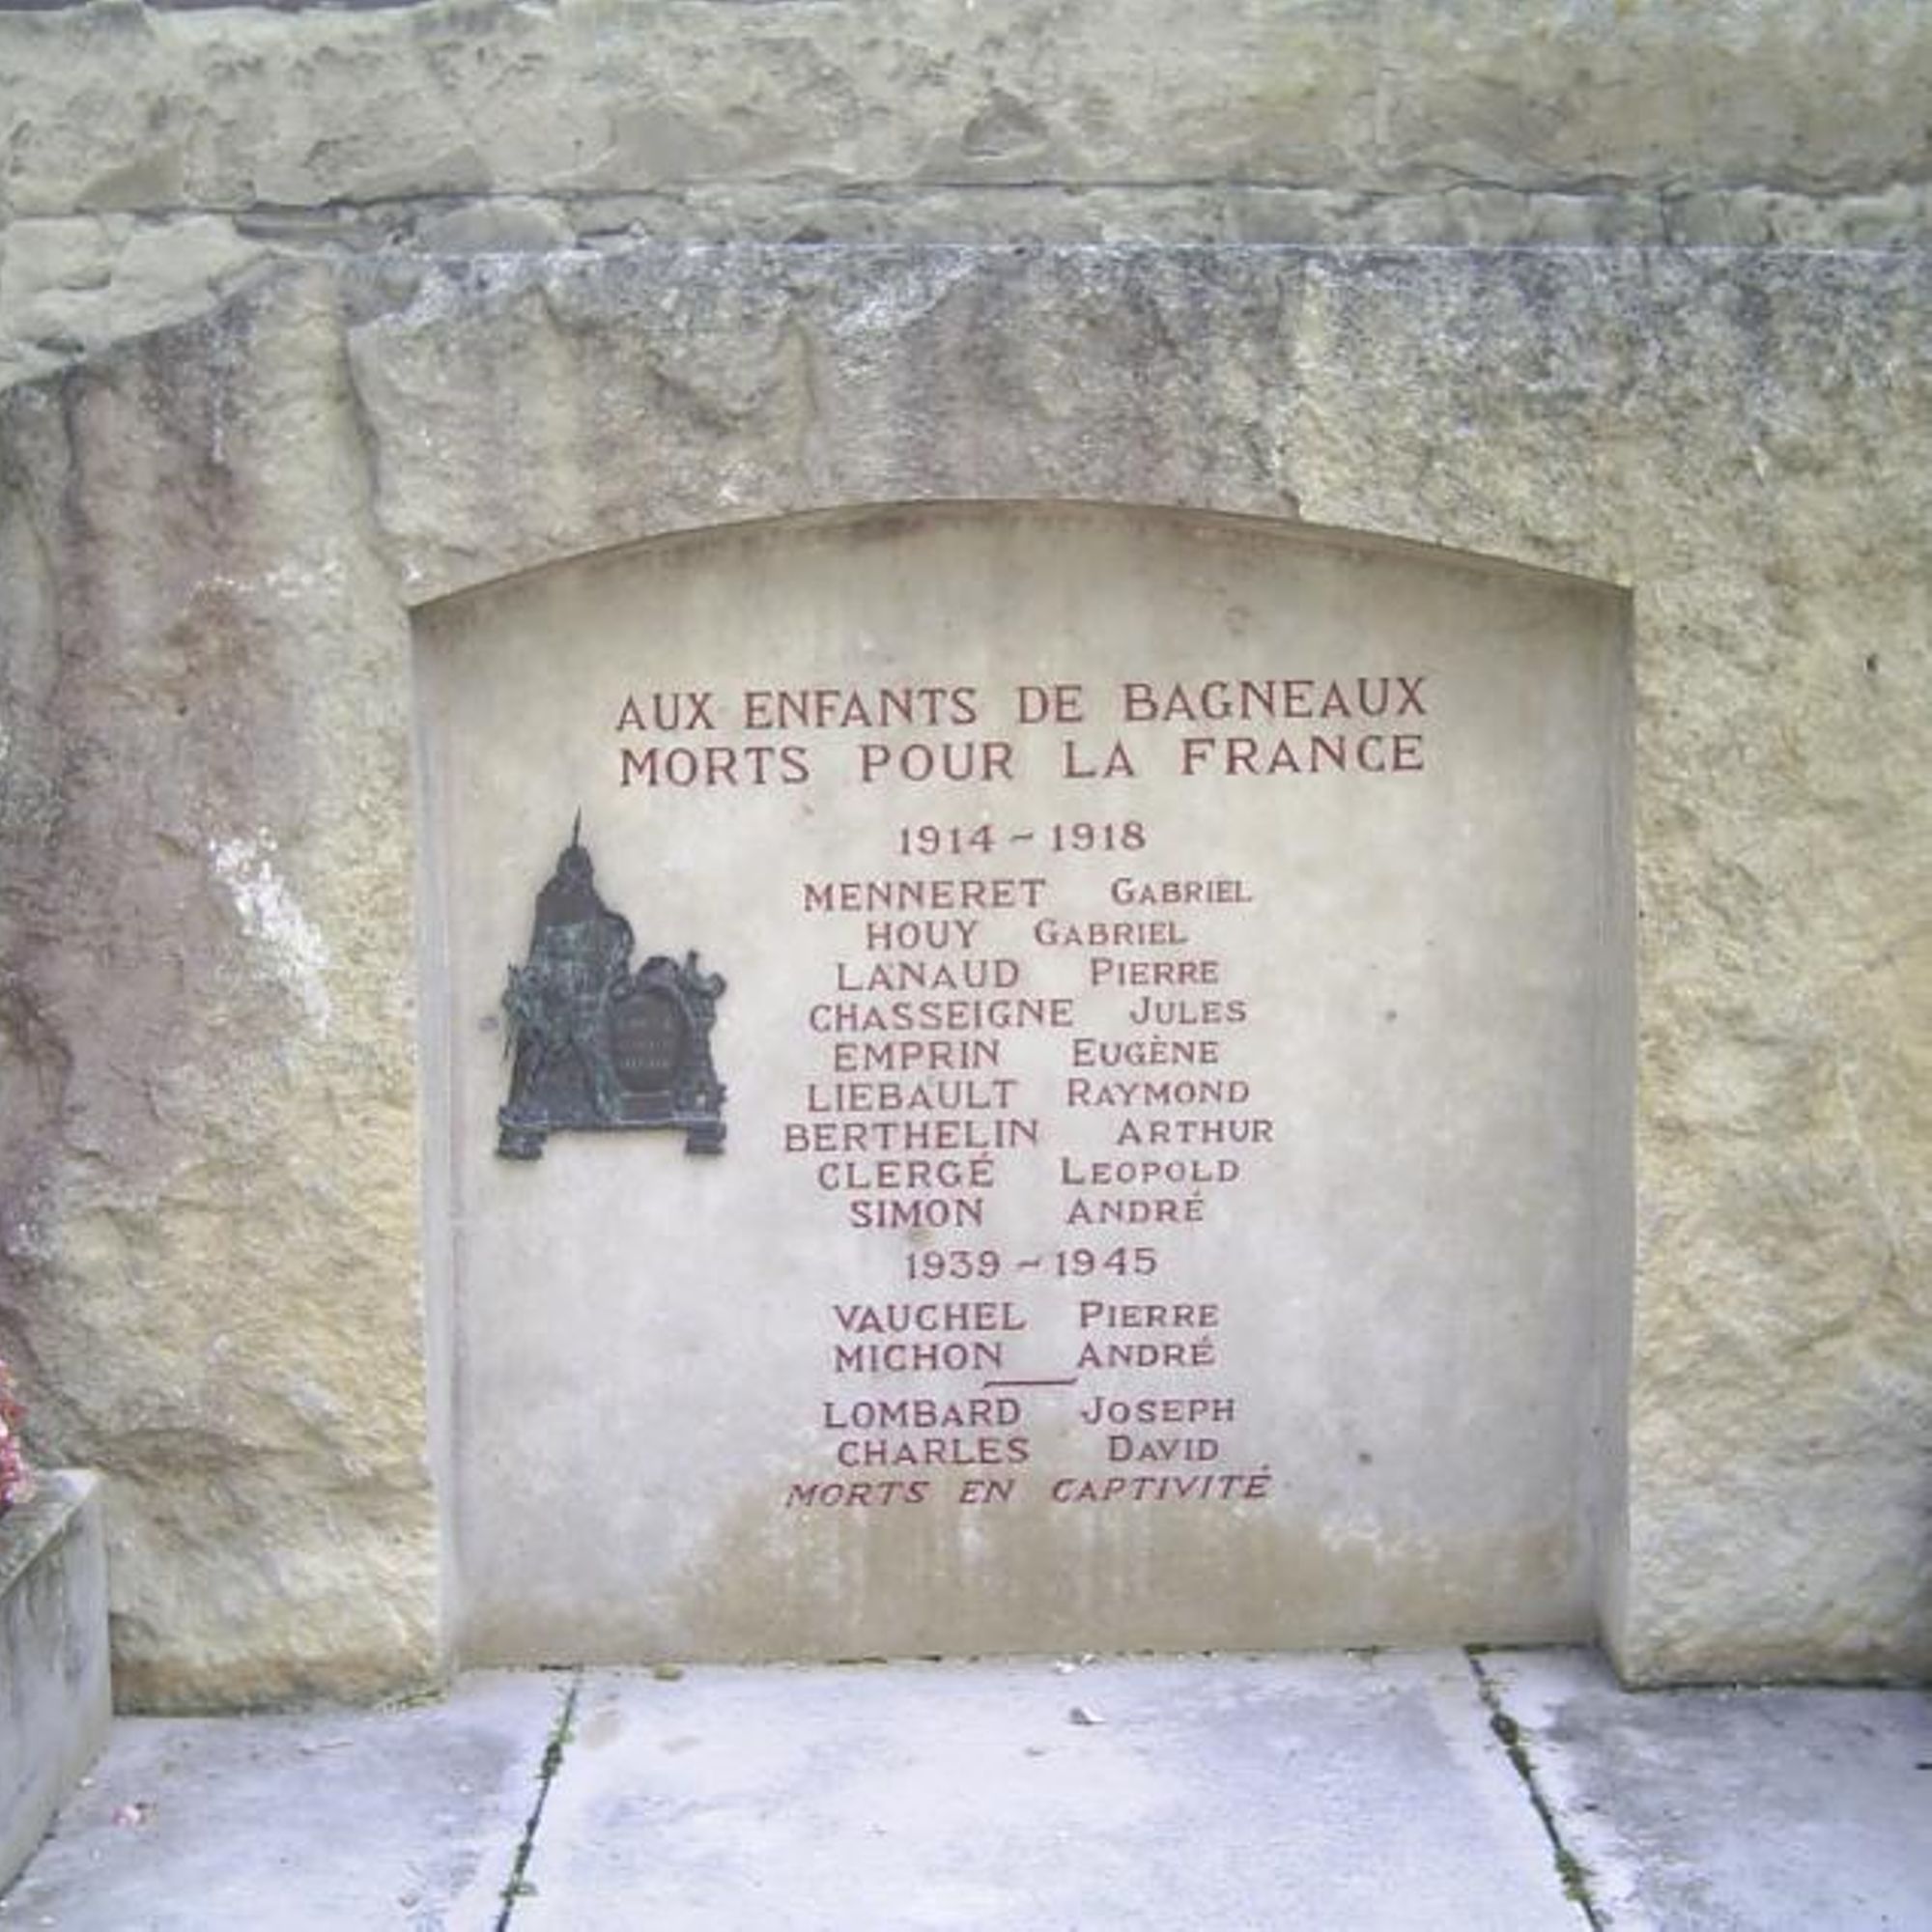 AUX ENFANTS DE BAGNEAUX
MORTS POUR LA FRANCE
1914 ~ 1918
MENNERET GABRIEL
HOUY GABRIEL
LANAUD PIERRE
CHASSEIGNE JULES
EMPRIN EUGÈNE
LIEBAULT RAYMOND
BERTHELIN ARTHUR
CLERGÉ LEOPOLD
SIMON ANDRÉ
1939 ~ 1945
VAUCHEL PIERRE
MICHON ANDRÉ
LOMBARD JOSEPH
CHARLES DAVID
MORTS EN CAPTIVITÉ